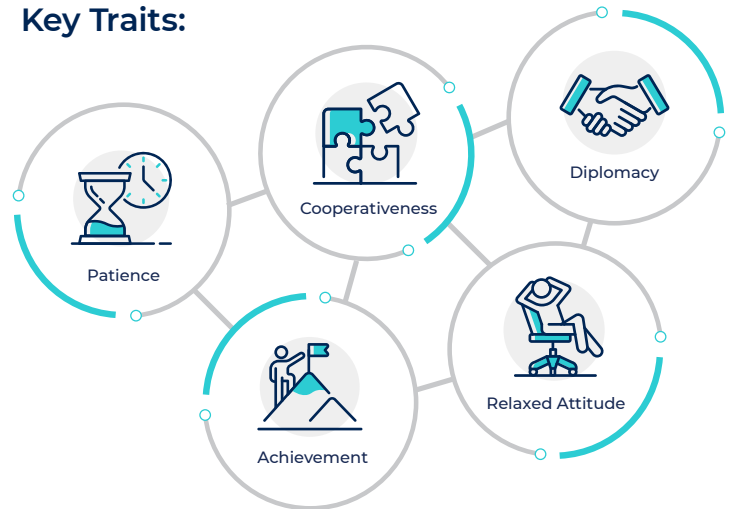 Key Traits:
Diplomacy
Cooperativeness
Patience
Relaxed Attitude
Achievement